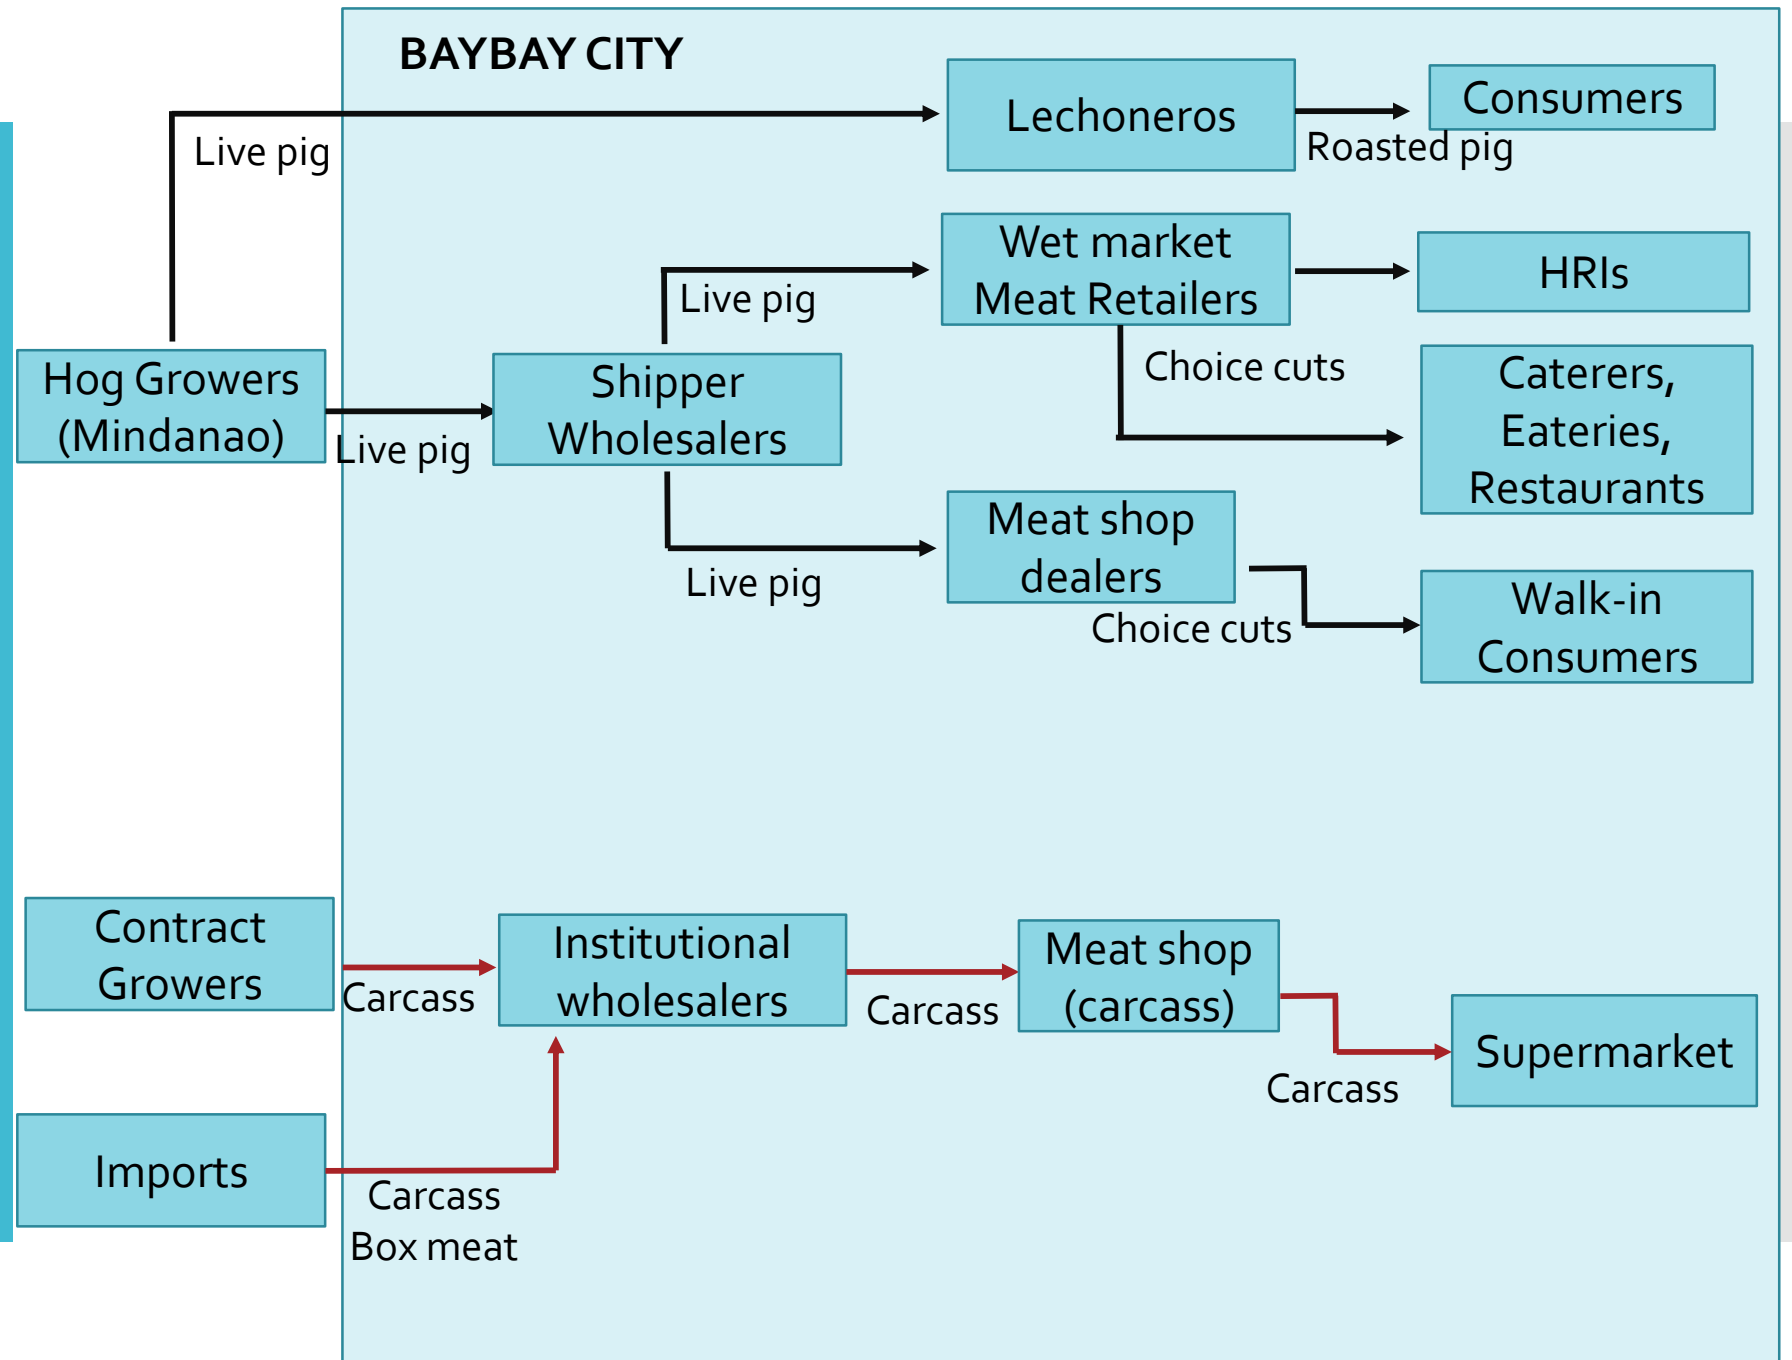 BAYBAY CITY
Lechoneros
Consumers
Live pig
Roasted pig
Wet market
Meat Retailers
HRIs
Live pig
Hog Growers
(Mindanao)
Live pig
Shipper
Wholesalers
Choice cuts
Caterers,
Eateries,
Restaurants
Live pig
Meat shop
dealers
Choice cuts
Walk-in
Consumers
Contract
Growers
Carcass
Institutional
wholesalers
Carcass
Meat shop
(carcass)
Carcass
Supermarket
Imports
Carcass
Box meat